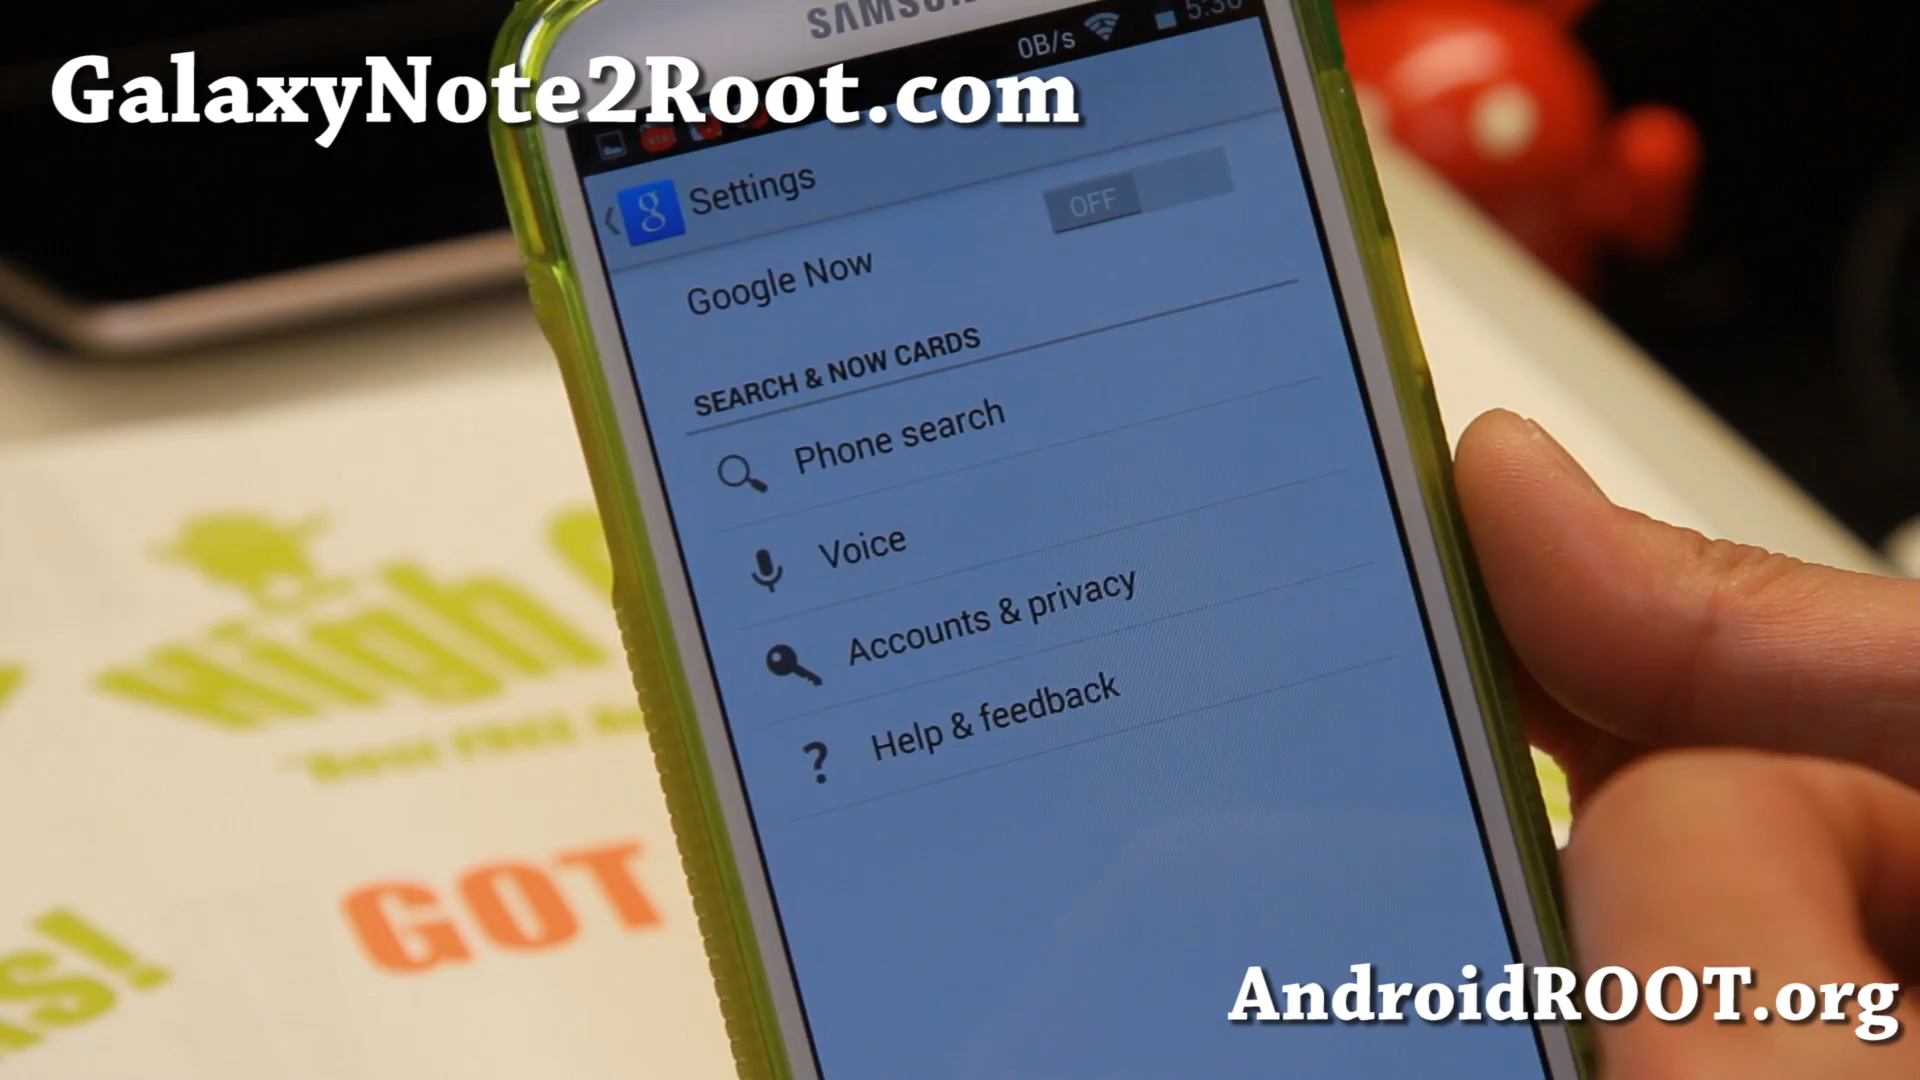 SAMSUNG
GalaxyNote2Root.com
0B/s
Settings
OFF
Google Now
SEARCH & NOW CARDS
Phone search
Voice
Accounts & privacy
Help & feedback
High
GOT
AndroidROOT.org